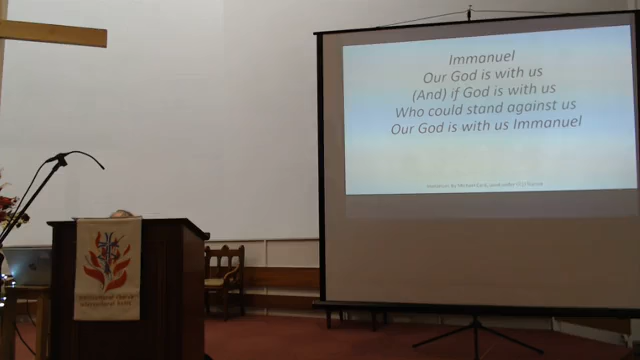 Immanuel
Our God is with us
(And) if God is with us
Who could stand against us
Our God is with us Immanuel
Church